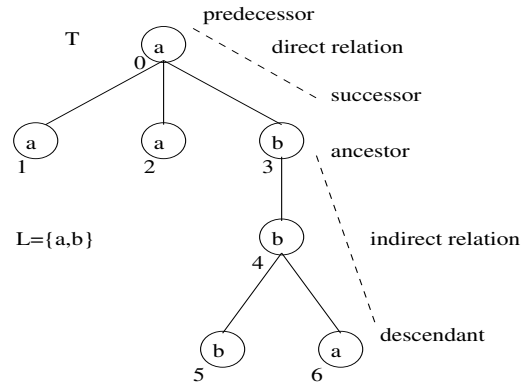 predecessor
T
a
direct relation
0
successor
a
a
b
ancestor
1
2
3
L={a,b}
b
indirect relation
4
descendant
b
a
5
6